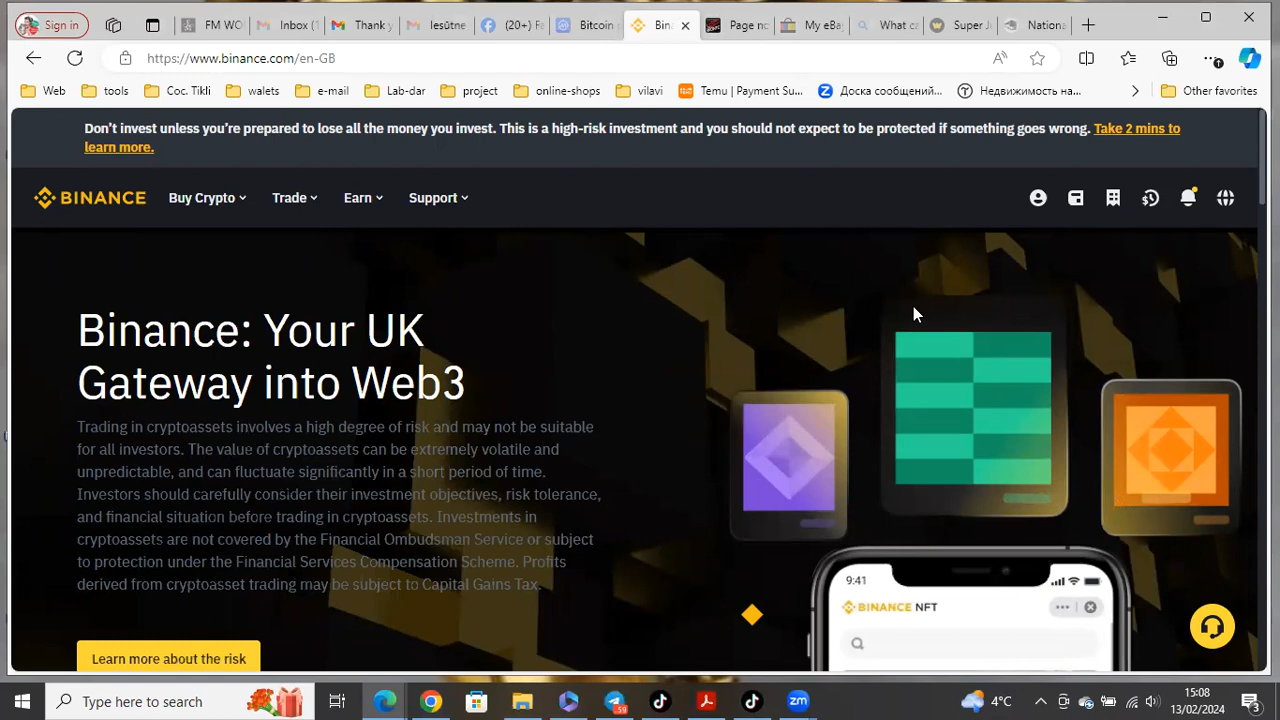 Sign in
FM WO
Inbox (1
Thank y
lesütne
(20+) Fa
Bitcoin
Bin
Page no
My eBay
What ca
Super J
Nationa
https://www.binance.com/en-GB
Web
tools
Coc. Tikli
walets
e-mail
Lab-dar
project
online-shops
vilavi
Temu | Payment Su...
Доска сообщений...
Недвижимость на...
Other favorites
Don't invest unless you're prepared to lose all the money you invest. This is a high-risk investment and you should not expect to be protected if something goes wrong. Take 2 mins to
learn more.
BINANCE
Buy Crypto
Trade
Earn
Support
Binance: Your UK
Gateway into Web3
Trading in cryptoassets involves a high degree of risk and may not be suitable
for all investors. The value of cryptoassets can be extremely volatile and
unpredictable, and can fluctuate significantly in a short period of time.
Investors should carefully consider their investment objectives, risk tolerance,
and financial situation before trading in cryptoassets. Investments in
cryptoassets are not covered by the Financial Ombudsman Service or subject
to protection under the Financial Services Compensation Scheme. Profits
derived from cryptoasset trading may be subject to Capital Gains Tax.
Learn more about the risk
9:41
BINANCE NFT
Type here to search
59
4°C
15:08
13/02/2024
3